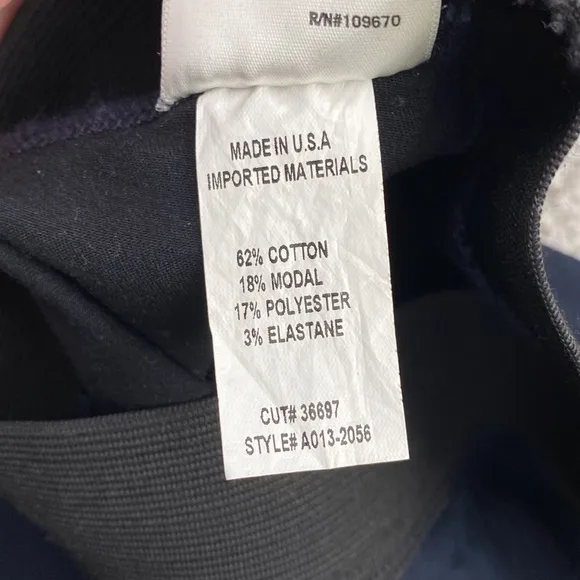 R/N#109670
MADE IN U.S.A
IMPORTED MATERIALS
62% COTTON
18% MODAL
17% POLYESTER
3% ELASTANE
CUT# 36697
STYLE# A013-2056